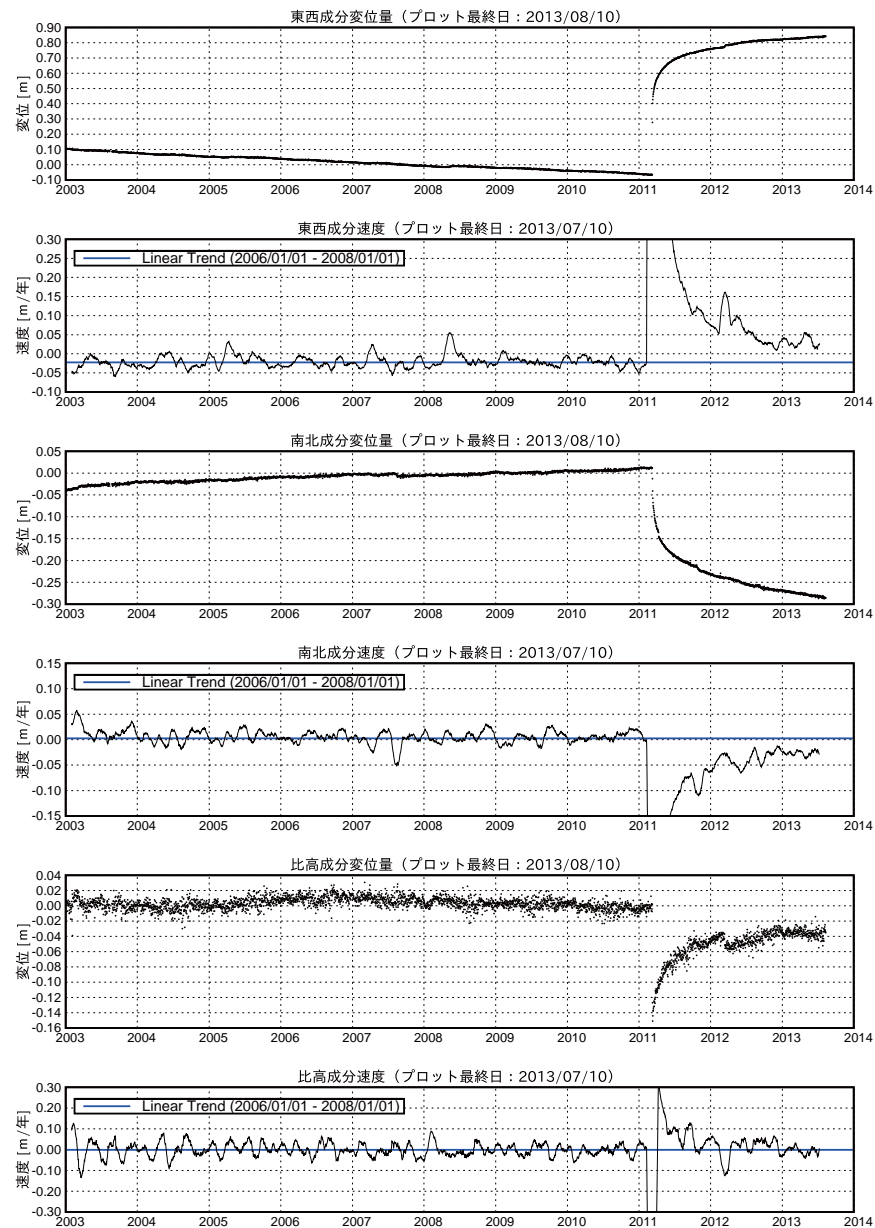 東西成分変位量（プロット最終日：2013/08/10）
変位 [m]
0.90
0.80
0.70
0.60
0.50
0.40
0.30
0.20
0.10
0.00
-0.10
2003 2004 2005 2006 2007 2008 2009 2010 2011 2012 2013 2014
東西成分速度（プロット最終日：2013/07/10）
速度 [m/年]
0.30
0.25
0.20
0.15
0.10
0.05
0.00
-0.05
-0.10
Linear Trend (2006/01/01 - 2008/01/01)
2003 2004 2005 2006 2007 2008 2009 2010 2011 2012 2013 2014
南北成分変位量（プロット最終日：2013/08/10）
変位 [m]
0.05
0.00
-0.05
-0.10
-0.15
-0.20
-0.25
-0.30
2003 2004 2005 2006 2007 2008 2009 2010 2011 2012 2013 2014
南北成分速度（プロット最終日：2013/07/10）
速度 [m/年]
0.15
0.10
0.05
0.00
-0.05
-0.10
-0.15
Linear Trend (2006/01/01 - 2008/01/01)
2003 2004 2005 2006 2007 2008 2009 2010 2011 2012 2013 2014
比高成分変位量（プロット最終日：2013/08/10）
変位 [m]
0.04
0.02
0.00
-0.02
-0.04
-0.06
-0.08
-0.10
-0.12
-0.14
-0.16
2003 2004 2005 2006 2007 2008 2009 2010 2011 2012 2013 2014
比高成分速度（プロット最終日：2013/07/10）
速度 [m/年]
0.30
0.20
0.10
0.00
-0.10
-0.20
-0.30
Linear Trend (2006/01/01 - 2008/01/01)
2003 2004 2005 2006 2007 2008 2009 2010 2011 2012 2013 2014